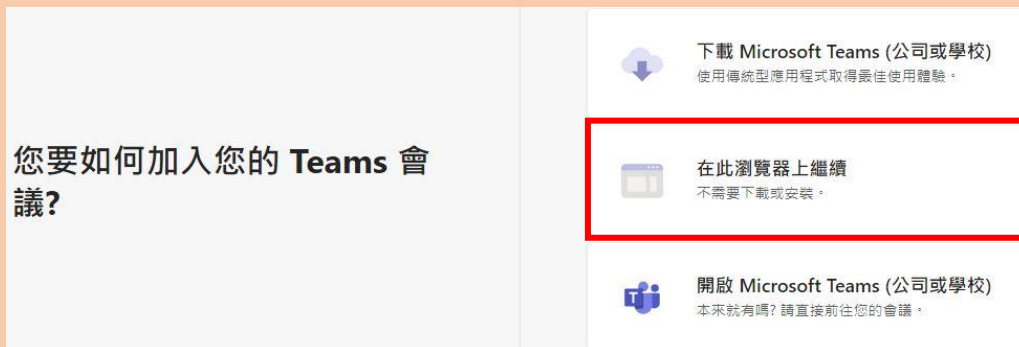 您要如何加入您的 Teams 會
議?
下載 Microsoft Teams (公司或學校)
使用傳統型應用程式取得最佳使用體驗。
在此瀏覽器上繼續
不需要下載或安裝。
開啟 Microsoft Teams (公司或學校)
本來就有嗎? 請直接前往您的會議。